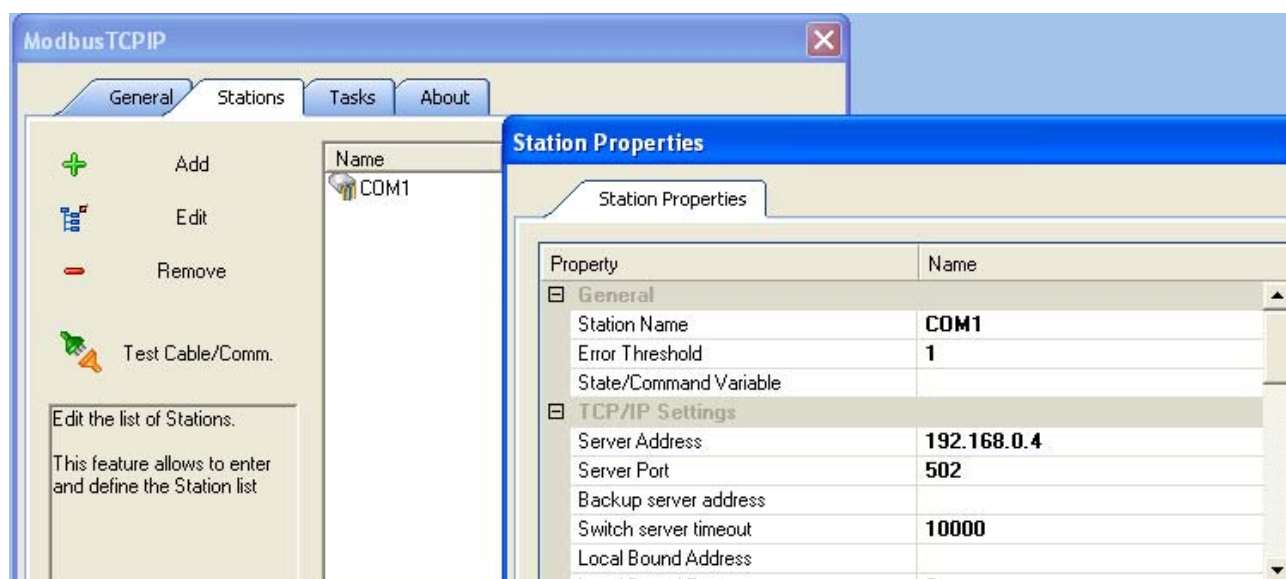 ModbusTCPIP
General Stations Tasks About
Add
Edit
Remove
Test Cable/Comm.
Edit the list of Stations.
This feature allows to enter
and define the Station list
Name
COM1
Station Properties
Station Properties
Property Name
General
Station Name COM1
Error Threshold 1
State/Command Variable
TCP/IP Settings
Server Address 192.168.0.4
Server Port 502
Backup server address
Switch server timeout 10000
Local Bound Address